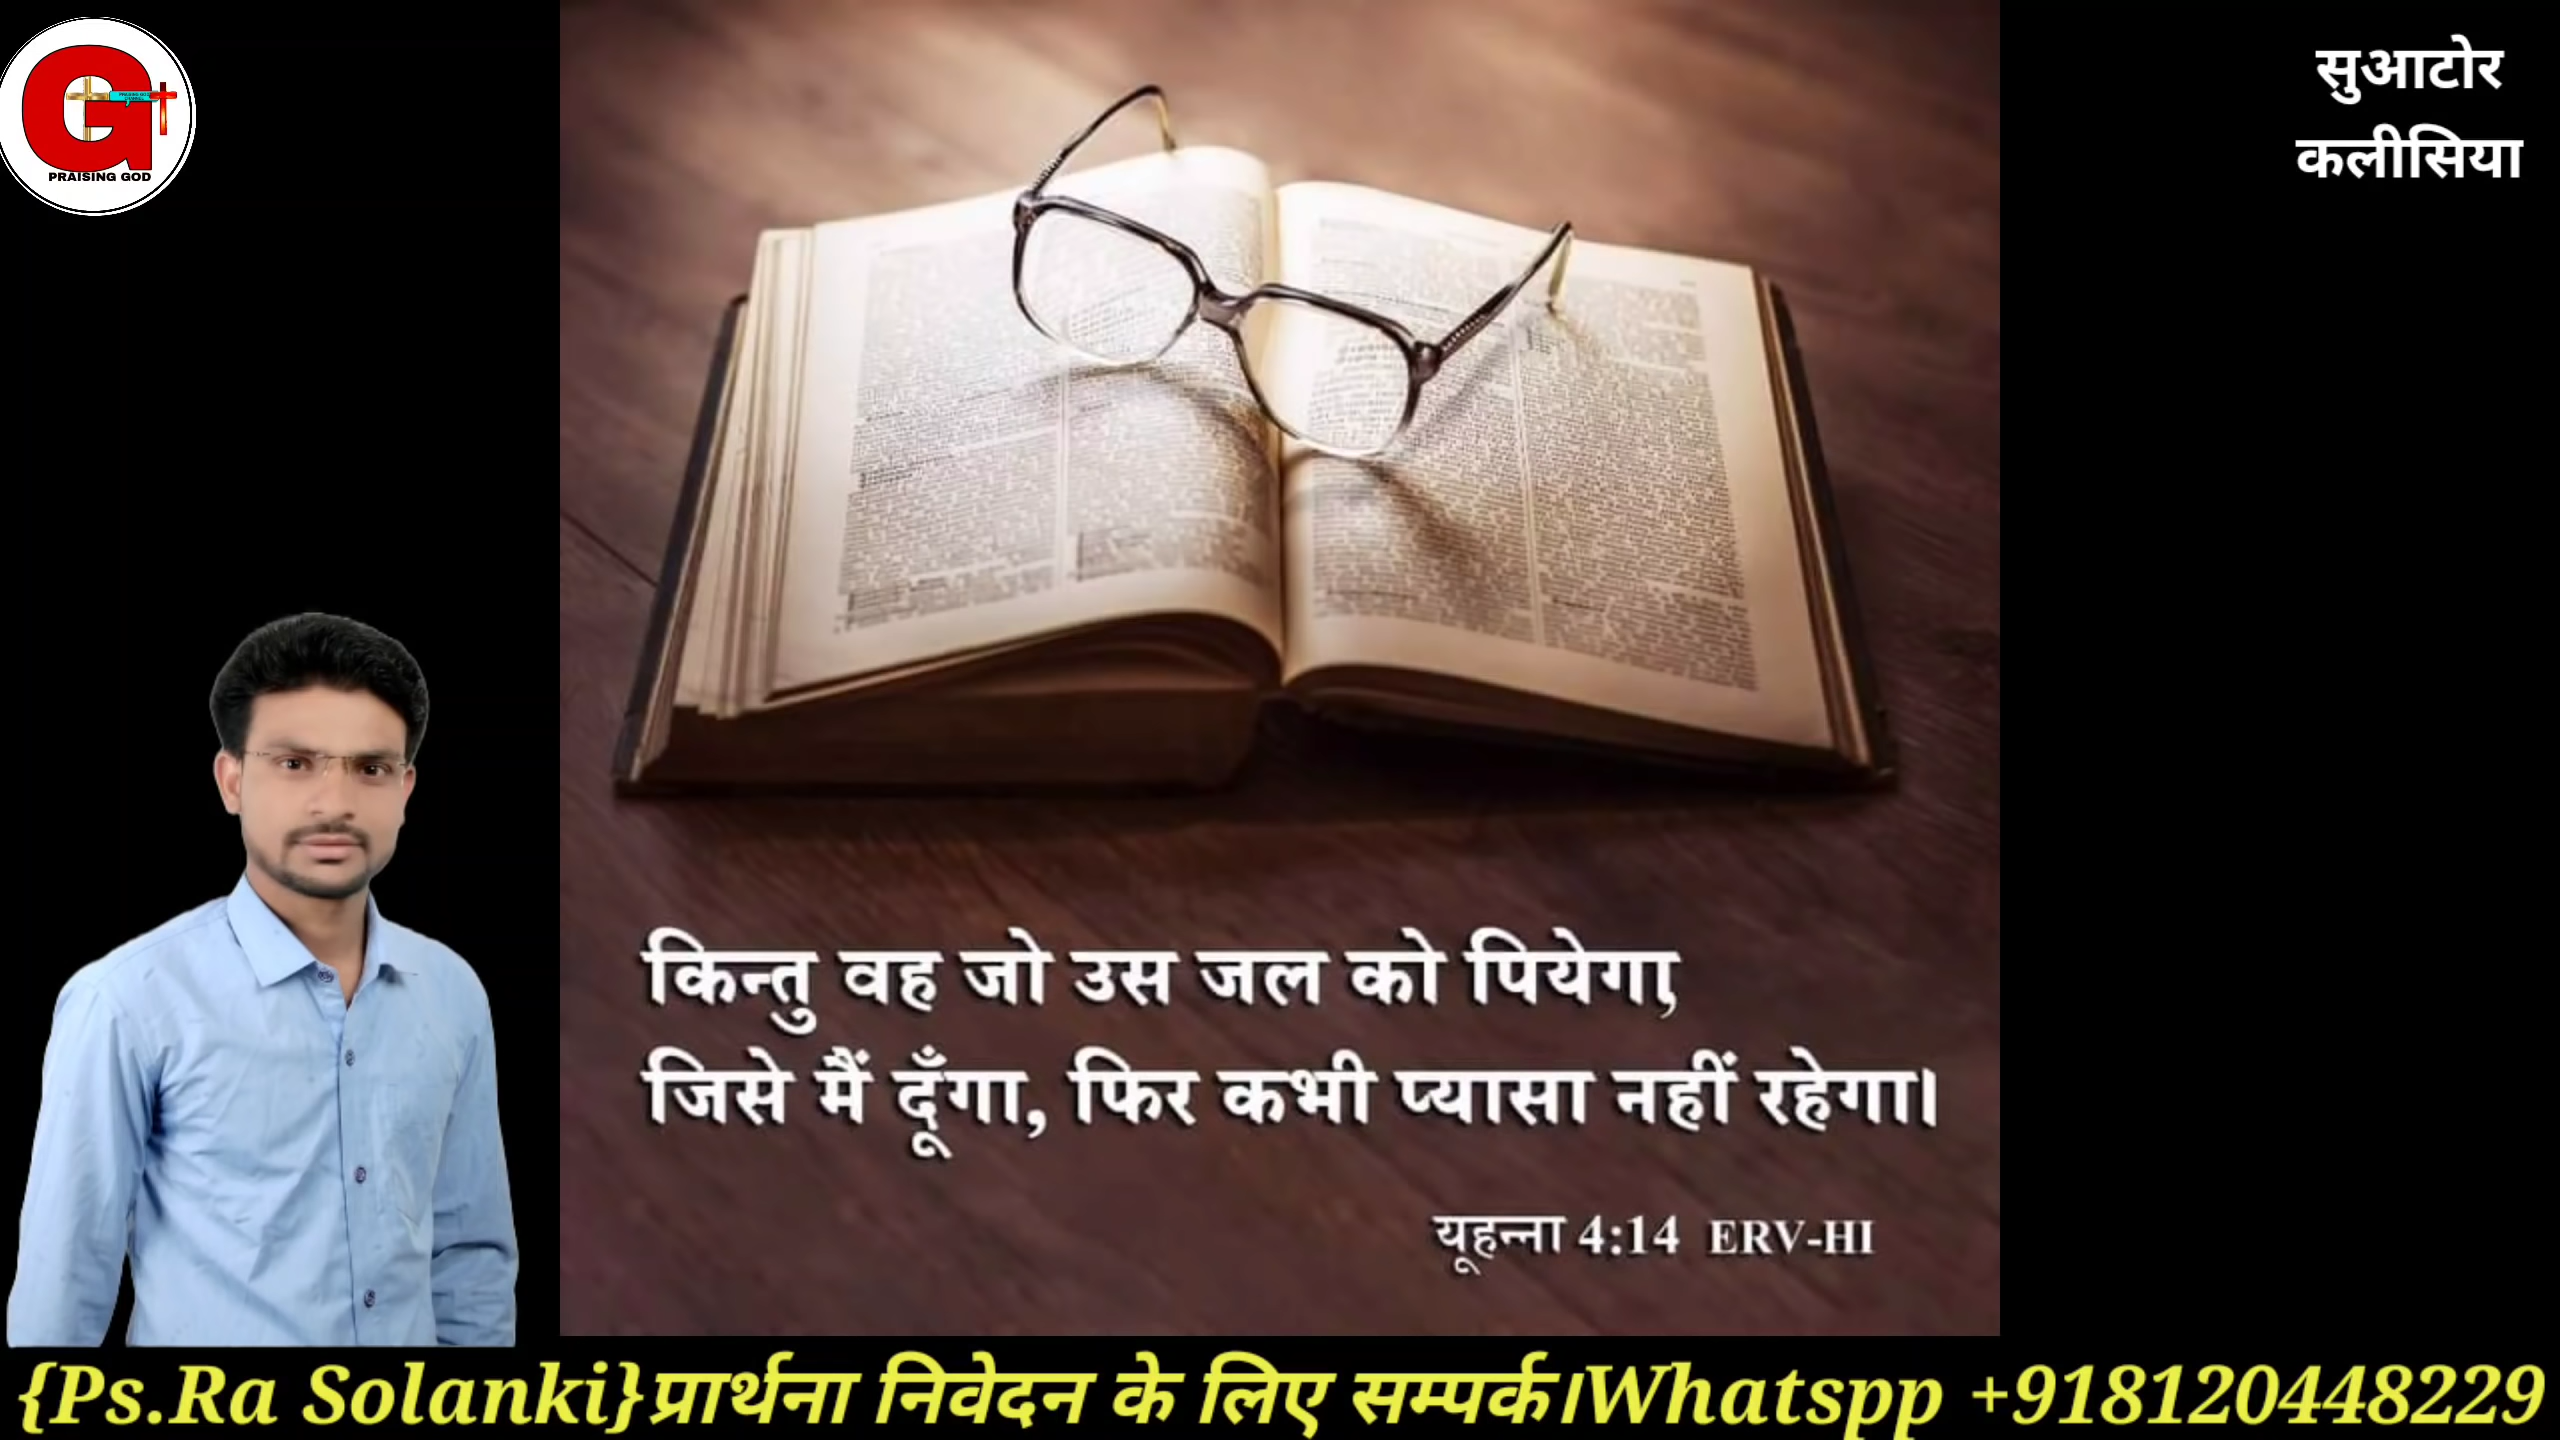 PRAISING GOD
सुआटोर
कलीसिया
किन्तु वह जो उस जल को पियेगा,
जिसे मैं दूँगा, फिर कभी प्यासा नहीं रहेगा।
यूहन्ना 4:14 ERV-HI
{Ps.Ra Solanki}प्रार्थना निवेदन के लिए सम्पर्क।Whatspp +918120448229